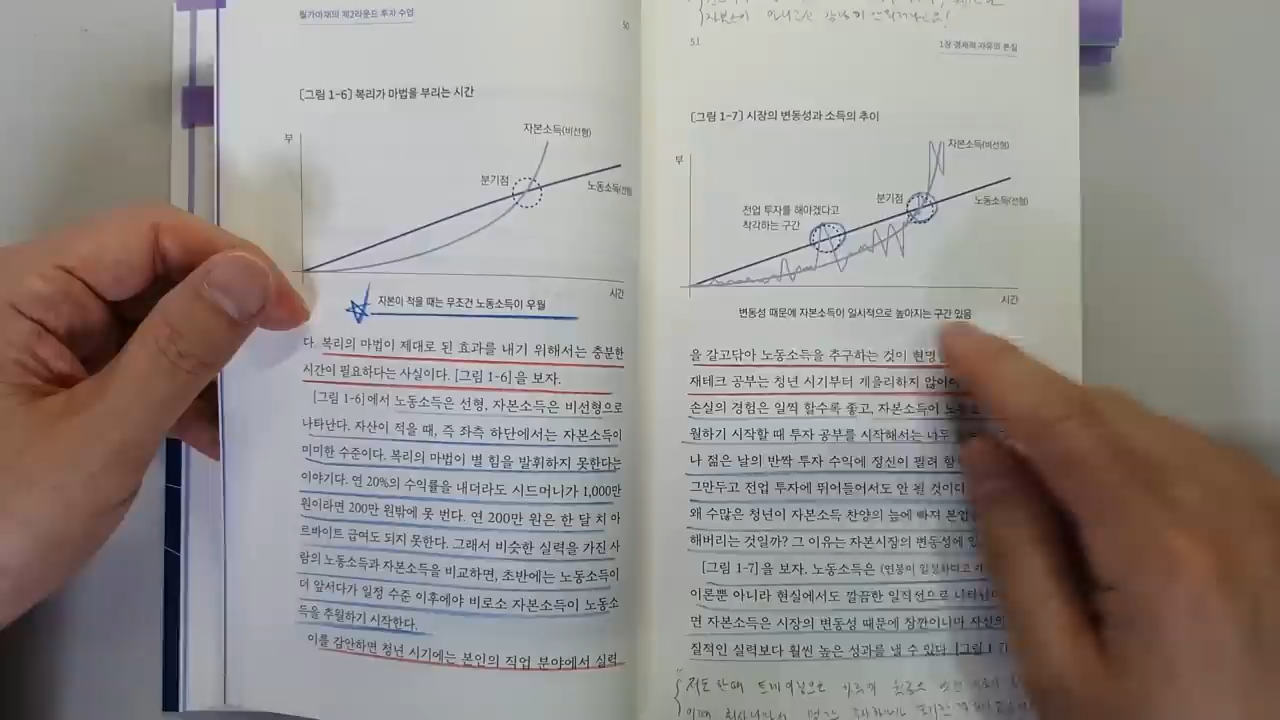 월가아재의 제2라운드 투자 수업
50
[그림 1-6] 복리가 마법을 부리는 시간
부
자본소득(비선형)
분기점
노동소득(선형)
시간
자본이 적을 때는 무조건 노동소득이 우월
다. 복리의 마법이 제대로 된 효과를 내기 위해서는 충분한
시간이 필요하다는 사실이다. [그림 1-6]을 보자.
[그림 1-6]에서 노동소득은 선형, 자본소득은 비선형으로
나타난다. 자산이 적을 때, 즉 좌측 하단에서는 자본소득이
미미한 수준이다. 복리의 마법이 별 힘을 발휘하지 못한다는
이야기다. 연 20%의 수익률을 내더라도 시드머니가 1,000만
원이라면 200만 원밖에 못 번다. 연 200만 원은 한 달 치 아
르바이트 급여도 되지 못한다. 그래서 비슷한 실력을 가진 사
람의 노동소득과 자본소득을 비교하면, 초반에는 노동소득이
더 앞서다가 일정 수준 이후에야 비로소 자본소득이 노동소
득을 추월하기 시작한다.
이를 감안하면 청년 시기에는 본인의 직업 분야에서 실력
51
1장 경제적 자유의 본질
[그림 1-7] 시장의 변동성과 소득의 추이
부
자본소득(비선형)
분기점
노동소득(선형)
전업 투자를 해야겠다고
착각하는 구간
시간
변동성 때문에 자본소득이 일시적으로 높아지는 구간 있음
을 갈고닦아 노동소득을 추구하는 것이 현명
재테크 공부는 청년 시기부터 게을리하지 않아야
손실의 경험은 일찍 할수록 좋고, 자본소득이
월하기 시작할 때 투자 공부를 시작해서는 너무
나 젊은 날의 반짝 투자 수익에 정신이 팔려
그만두고 전업 투자에 뛰어들어서도 안 될 것이다
왜 수많은 청년이 자본소득 찬양의 늪에 빠져 본업
해버리는 것일까? 그 이유는 자본시장의 변동성에
[그림 1-7]을 보자. 노동소득은
이론뿐 아니라 현실에서도 깔끔한 일직선으로
면 자본소득은 시장의 변동성 때문에 잠깐이나마 자신의
질적인 실력보다 훨씬 높은 성과를 낼 수 있다. [그림 1-7]